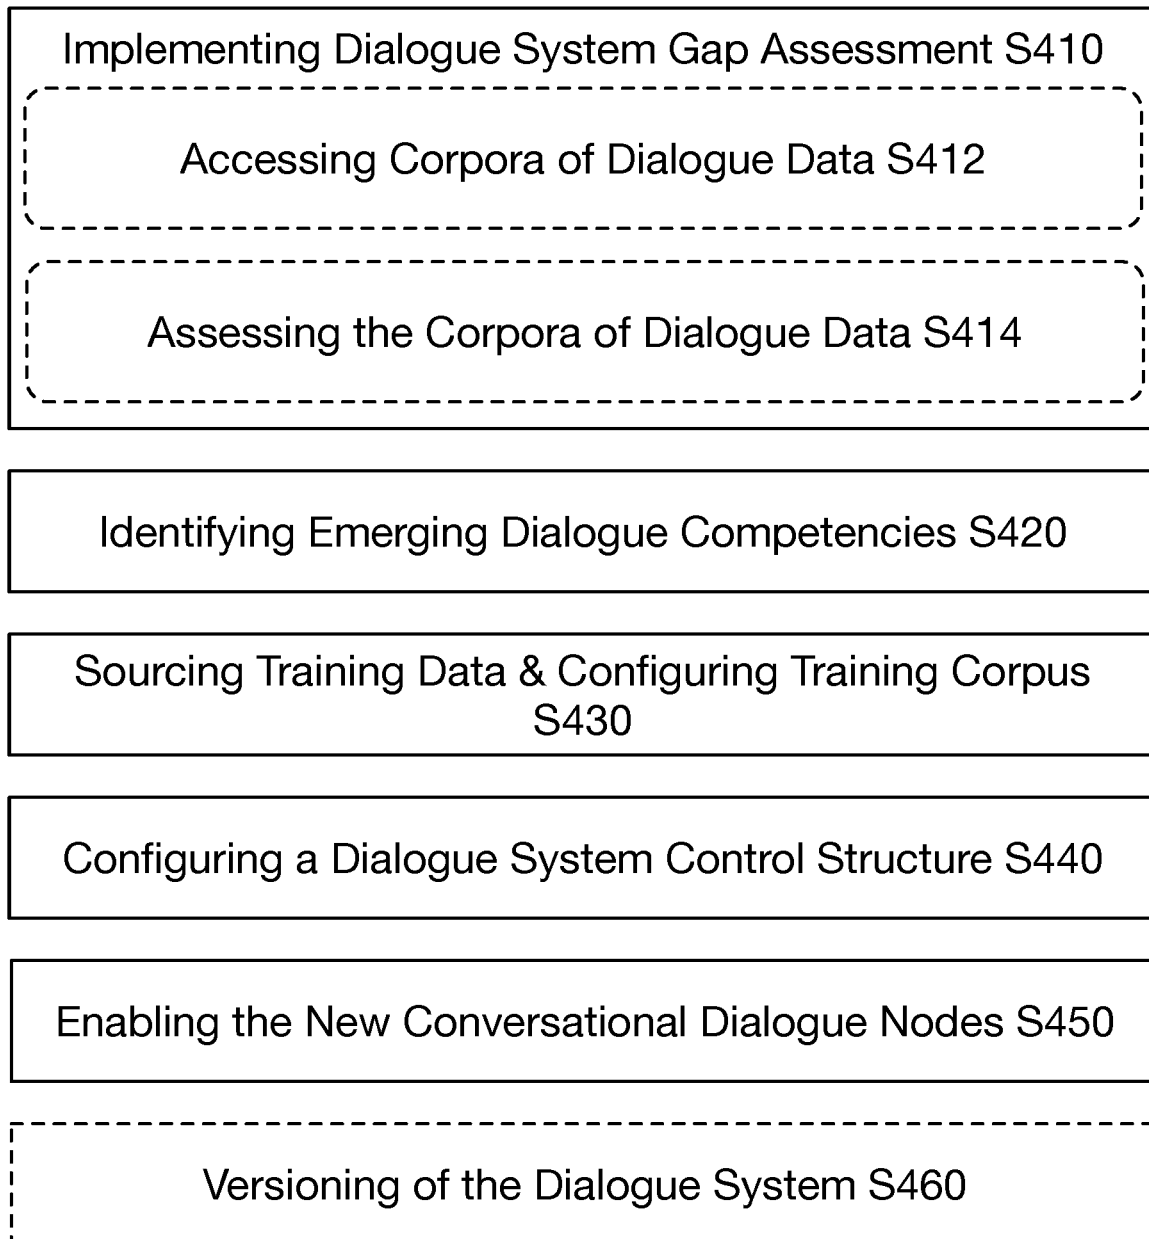 Implementing Dialogue System Gap Assessment S410
Accessing Corpora of Dialogue Data S412
Assessing the Corpora of Dialogue Data S414
Identifying Emerging Dialogue Competencies S420
Sourcing Training Data & Configuring Training Corpus
S430
Configuring a Dialogue System Control Structure S440
Enabling the New Conversational Dialogue Nodes S450
Versioning of the Dialogue System S460